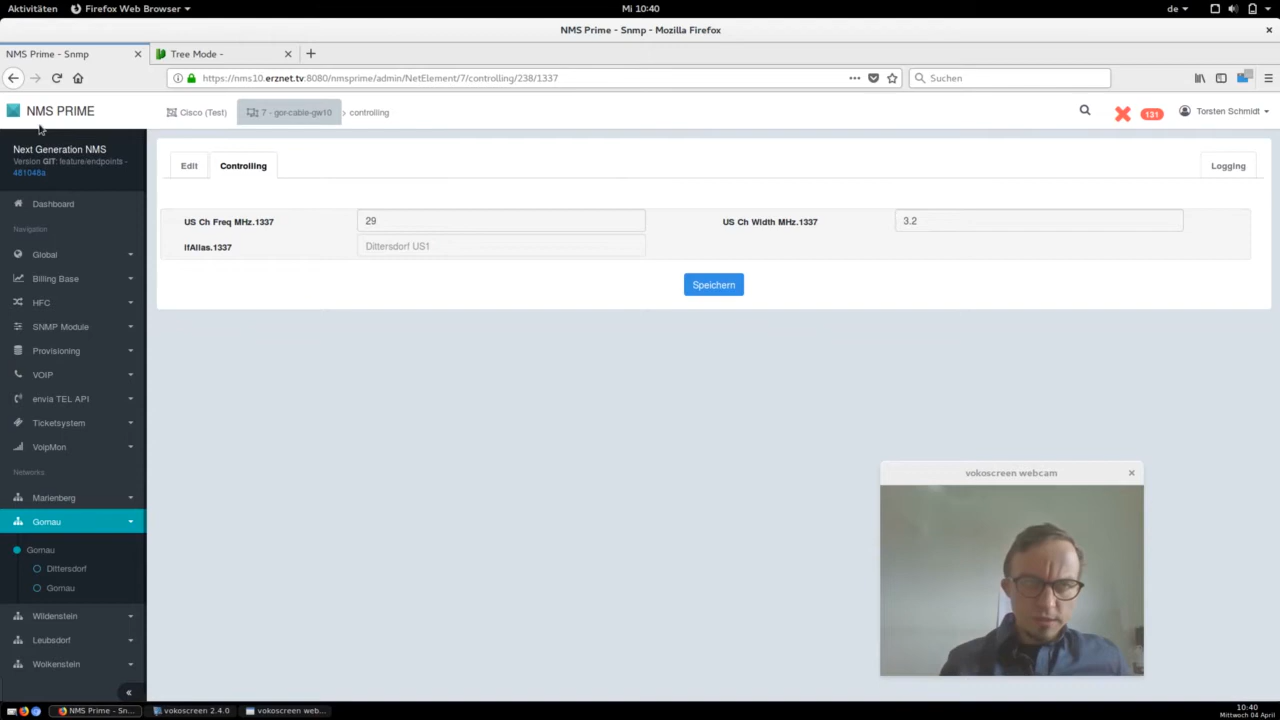 Aktivitäten
Firefox Web Browser
Mi 10:40
de
NMS Prime - Snmp - Mozilla Firefox
NMS Prime - Snmp
Tree Mode -
https://nms10.erznet.tv:8080/nmsprime/admin/NetElement/7/controlling/238/1337
Suchen
NMS PRIME
Cisco (Test)
7 - gor-cable-gw10
controlling
131
Torsten Schmidt
Next Generation NMS
Version GIT: feature/endpoints -
481048a
Edit
Controlling
Logging
Dashboard
US Ch Freq MHz.1337
29
US Ch Width MHz.1337
3.2
Navigation
IfAlias.1337
Dittersdorf US1
Global
Billing Base
Speichern
HFC
SNMP Module
Provisioning
VOIP
envia TEL API
Ticketsystem
VoipMon
Networks
vokoscreen webcam
Marienberg
Gornau
Gornau
Dittersdorf
Gornau
Wildenstein
Leubsdorf
Wolkenstein
NMS Prime - Sn...
vokoscreen 2.4.0
vokoscreen web...
10:40
Mittwoch 04 April